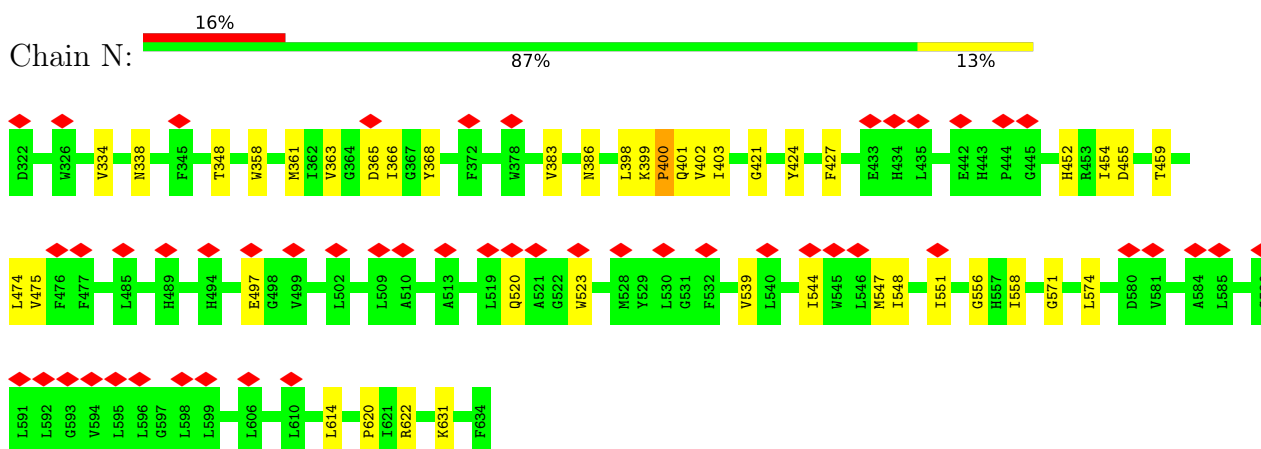 16%
Chain N:
87% 13%
D322 W326 V334 N338 F345 T348 W358 M361 I362 V363 G364 D365 I366 G367 Y368 F372 W378 V383 N386 L398 K399 P400 Q401 V402 I403 G421 Y424 F427 E433 H434 L435 E442 H443 P444 G445 H452 R453 I454 D455 T459
L474 V475 F476 F477 L485 H489 H494 E497 G498 V499 L502 L509 A510 A513 L519 Q520 A521 G522 W523 M528 Y529 L530 G531 F532 V539 L540 I544 W545 L546 M547 I548 I551 G556 H557 I558 G571 L574 D580 V581 A584 L585
L591 L592 G593 V594 L595 L596 G597 L598 L599 L606 L610 L614 P620 I621 R622 K631 F634